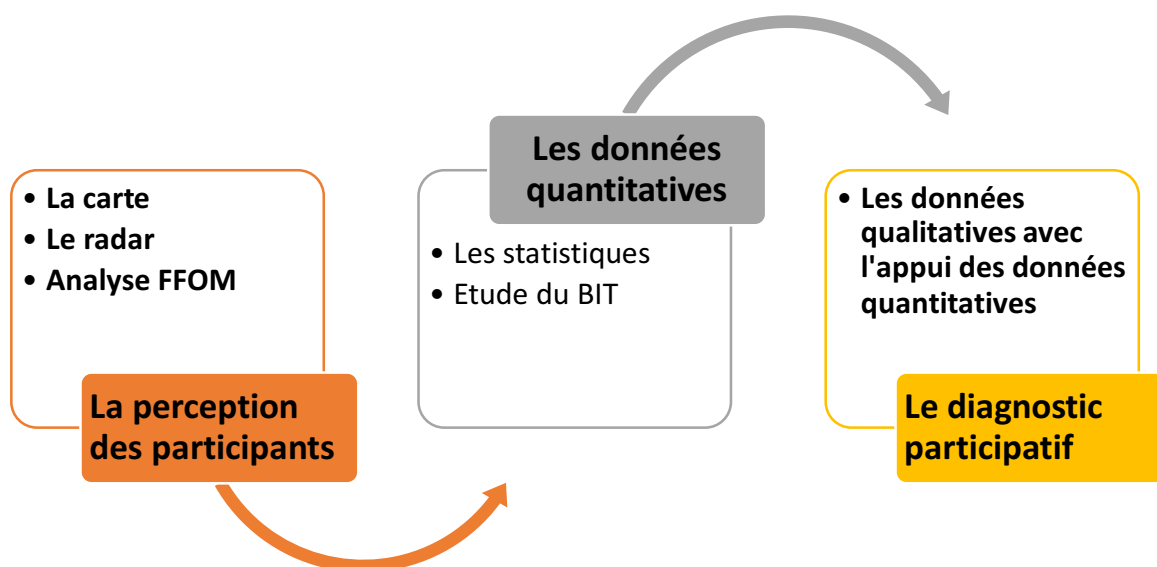 • La carte
• Le radar
• Analyse FFOM
La perception
des participants
Les données
quantitatives
• Les statistiques
• Etude du BIT
• Les données
qualitatives avec
l'appui des données
quantitatives
Le diagnostic
participatif